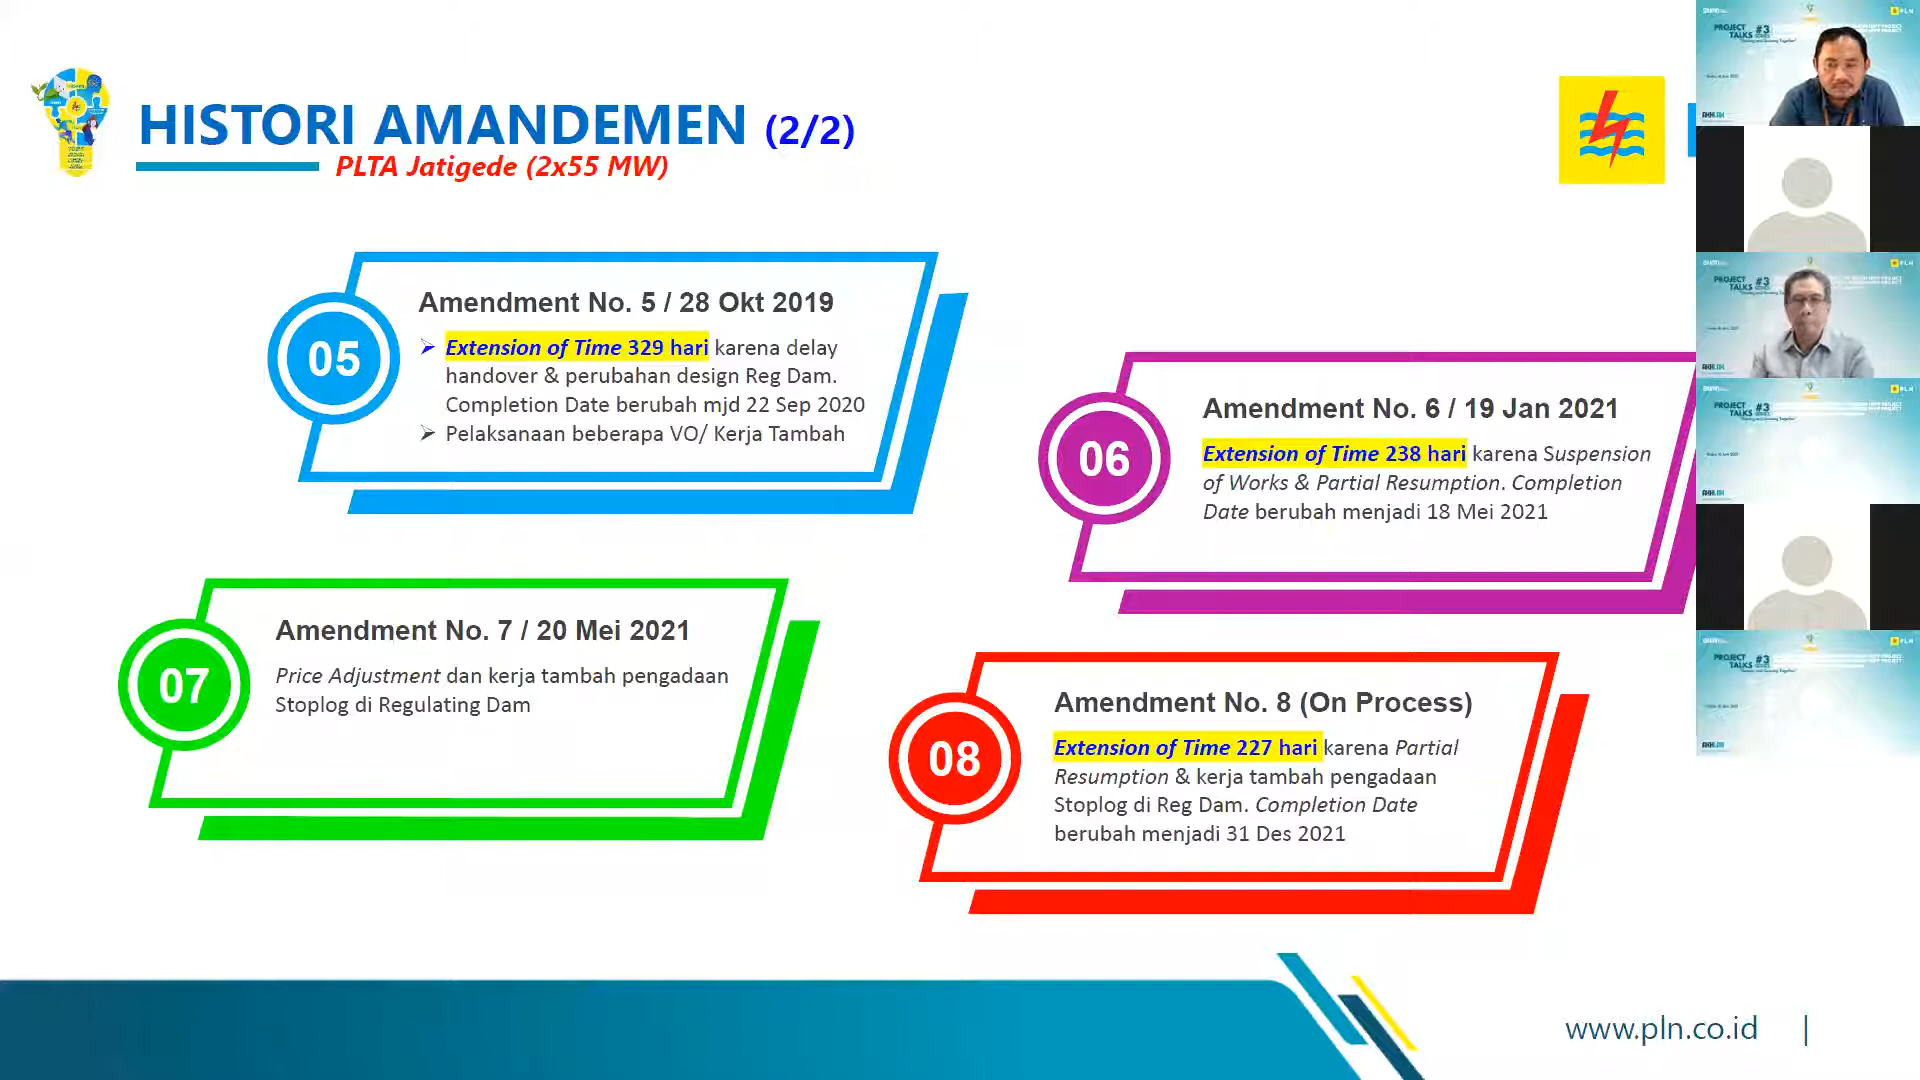 HISTORI AMANDEMEN (2/2)
PLTA Jatigede (2x55 MW)
05
Amendment No. 5 / 28 Okt 2019
Extension of Time 329 hari karena delay
handover & perubahan design Reg Dam.
Completion Date berubah mjd 22 Sep 2020
Pelaksanaan beberapa VO/ Kerja Tambah
06
Amendment No. 6 / 19 Jan 2021
Extension of Time 238 hari karena Suspension
of Works & Partial Resumption. Completion
Date berubah menjadi 18 Mei 2021
07
Amendment No. 7 / 20 Mei 2021
Price Adjustment dan kerja tambah pengadaan
Stoplog di Regulating Dam
08
Amendment No. 8 (On Process)
Extension of Time 227 hari karena Partial
Resumption & kerja tambah pengadaan
Stoplog di Reg Dam. Completion Date
berubah menjadi 31 Des 2021
www.pln.co.id |
PROJECT
TALKS #3
PLN
PROJECT
TALKS #3
PLN
PROJECT
TALKS #3
PLN
PROJECT
TALKS #3
PLN